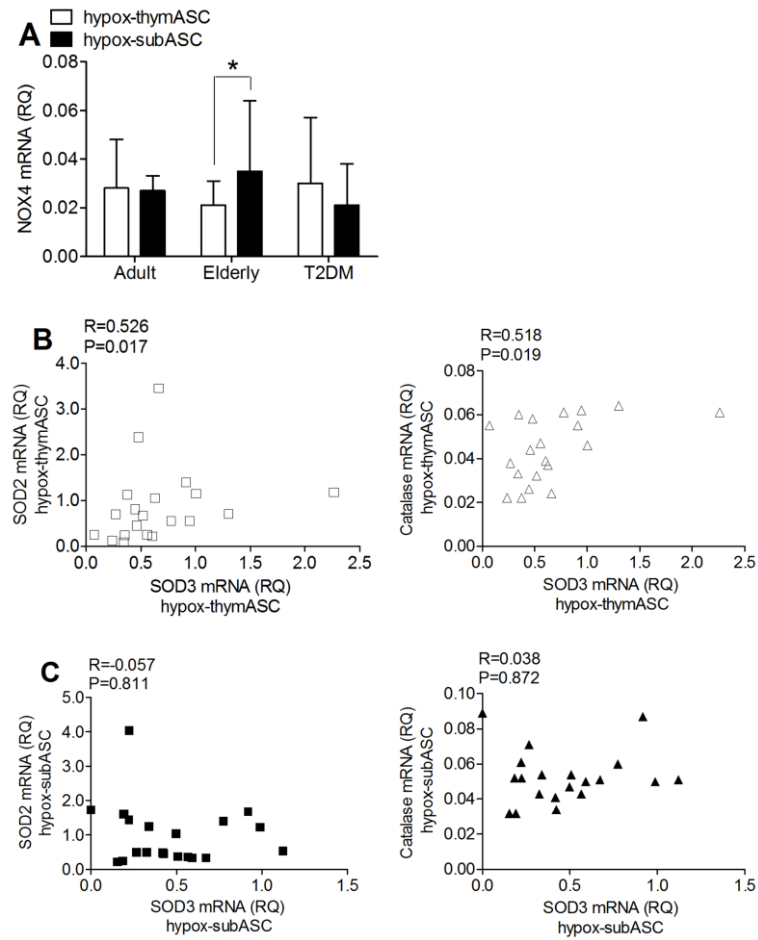 hypox-thymASC
hypox-subASC
A
NOX4 mRNA (RQ)
0.08
0.06
0.04
0.02
0.00
*
Adult Elderly T2DM
B
R=0.526
P=0.017
SOD2 mRNA (RQ)
hypox-thymASC
4.0
3.0
2.0
1.0
0.0
0.0 0.5 1.0 1.5 2.0 2.5
SOD3 mRNA (RQ)
hypox-thymASC
R=0.518
P=0.019
Catalase mRNA (RQ)
hypox-thymASC
0.08
0.06
0.04
0.02
0.00
0.0 0.5 1.0 1.5 2.0 2.5
SOD3 mRNA (RQ)
hypox-thymASC
C
R=-0.057
P=0.811
SOD2 mRNA (RQ)
hypox-subASC
5.0
4.0
3.0
2.0
1.0
0.0
0.0 0.5 1.0 1.5
SOD3 mRNA (RQ)
hypox-subASC
R=0.038
P=0.872
Catalase mRNA (RQ)
hypox-subASC
0.10
0.08
0.06
0.04
0.02
0.00
0.0 0.5 1.0 1.5
SOD3 mRNA (RQ)
hypox-subASC